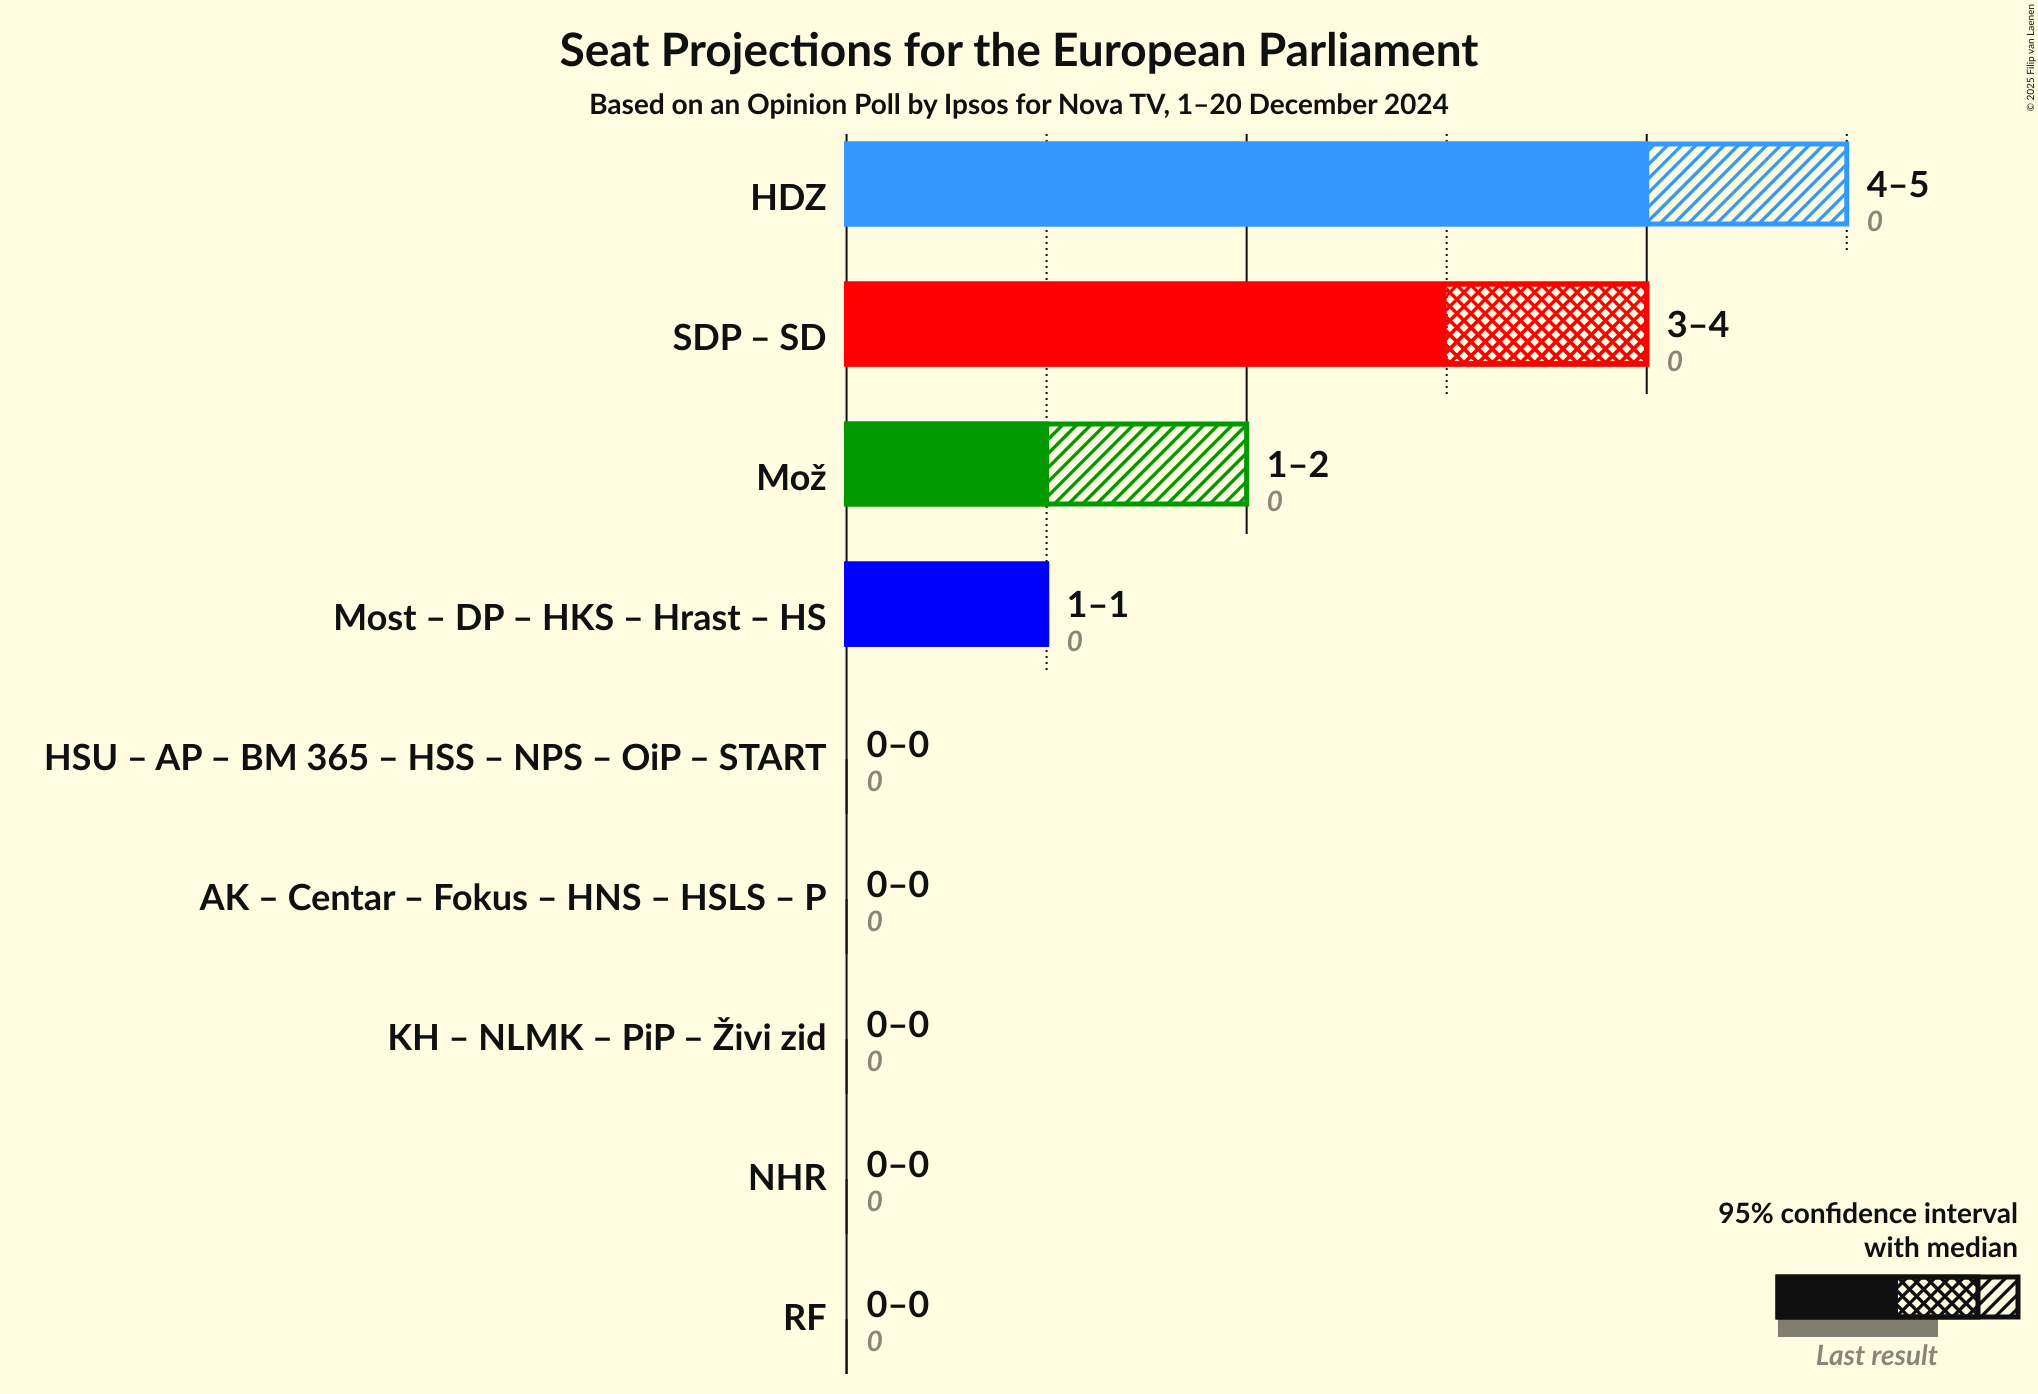 Seat Projections for the European Parliament
Based on an Opinion Poll by Ipsos for Nova TV, 1–20 December 2024
© 2025 Filip van Laenen
HDZ
4–5
0
SDP – SD
3–4
0
Mož
1–2
0
Most – DP – HKS – Hrast – HS
1–1
0
HSU – AP – BM 365 – HSS – NPS – OiP – START
0–0
0
AK – Centar – Fokus – HNS – HSLS – P
0–0
0
KH – NLMK – PiP – Živi zid
0–0
0
NHR
0–0
0
RF
0–0
0
95% confidence interval
with median
Last result